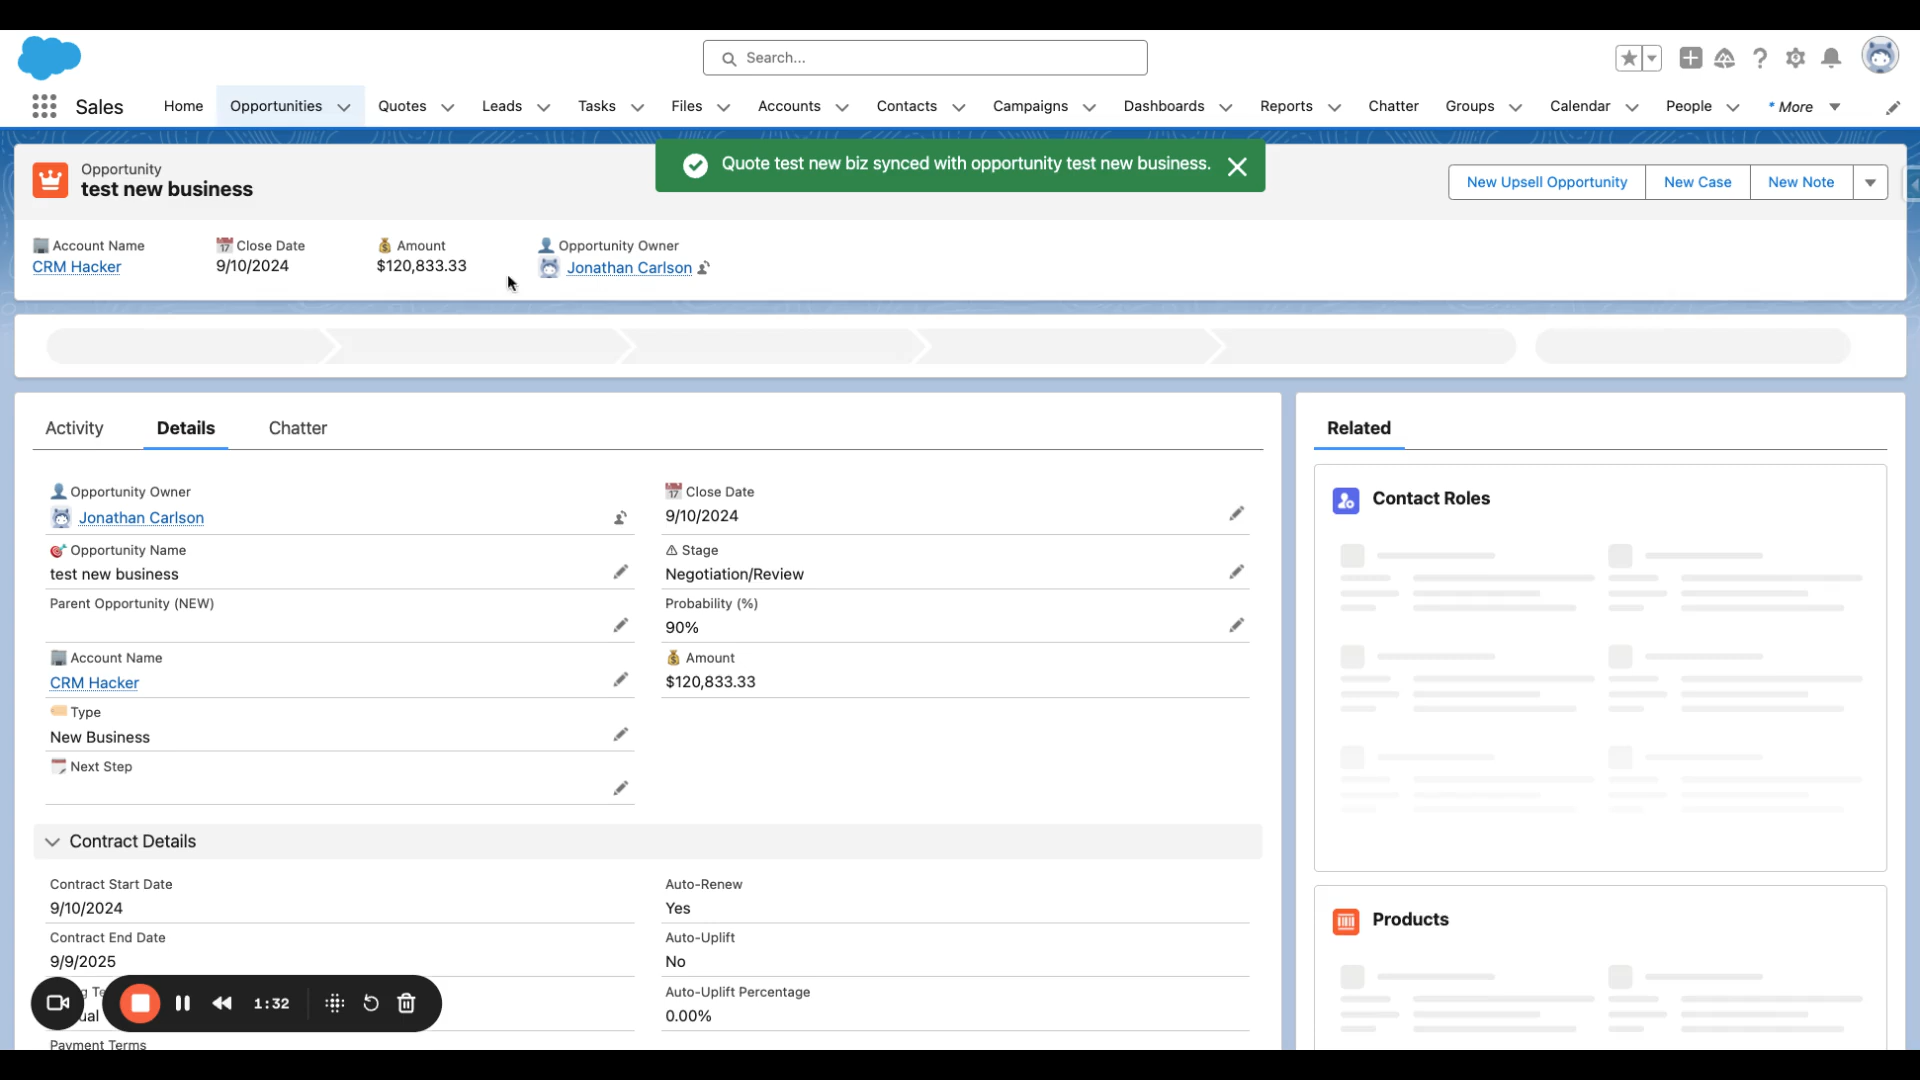 Search...
Sales
Home
Opportunities
Quotes
Leads
Tasks
Files
Accounts
Contacts
Campaigns
Dashboards
Reports
Chatter
Groups
Calendar
People
* More
Quote test new biz synced with opportunity test new business.
Opportunity
test new business
New Upsell Opportunity
New Case
New Note
Account Name
CRM Hacker
Close Date
9/10/2024
Amount
$120,833.33
Opportunity Owner
Jonathan Carlson
Activity
Details
Chatter
Opportunity Owner
Jonathan Carlson
Close Date
9/10/2024
Opportunity Name
test new business
Stage
Negotiation/Review
Parent Opportunity (NEW)
Probability (%)
90%
Account Name
CRM Hacker
Amount
$120,833.33
Type
New Business
Next Step
Contract Details
Contract Start Date
9/10/2024
Auto-Renew
Yes
Contract End Date
9/9/2025
Auto-Uplift
No
Auto-Uplift Percentage
0.00%
Payment Terms
1:32
Related
Contact Roles
Products